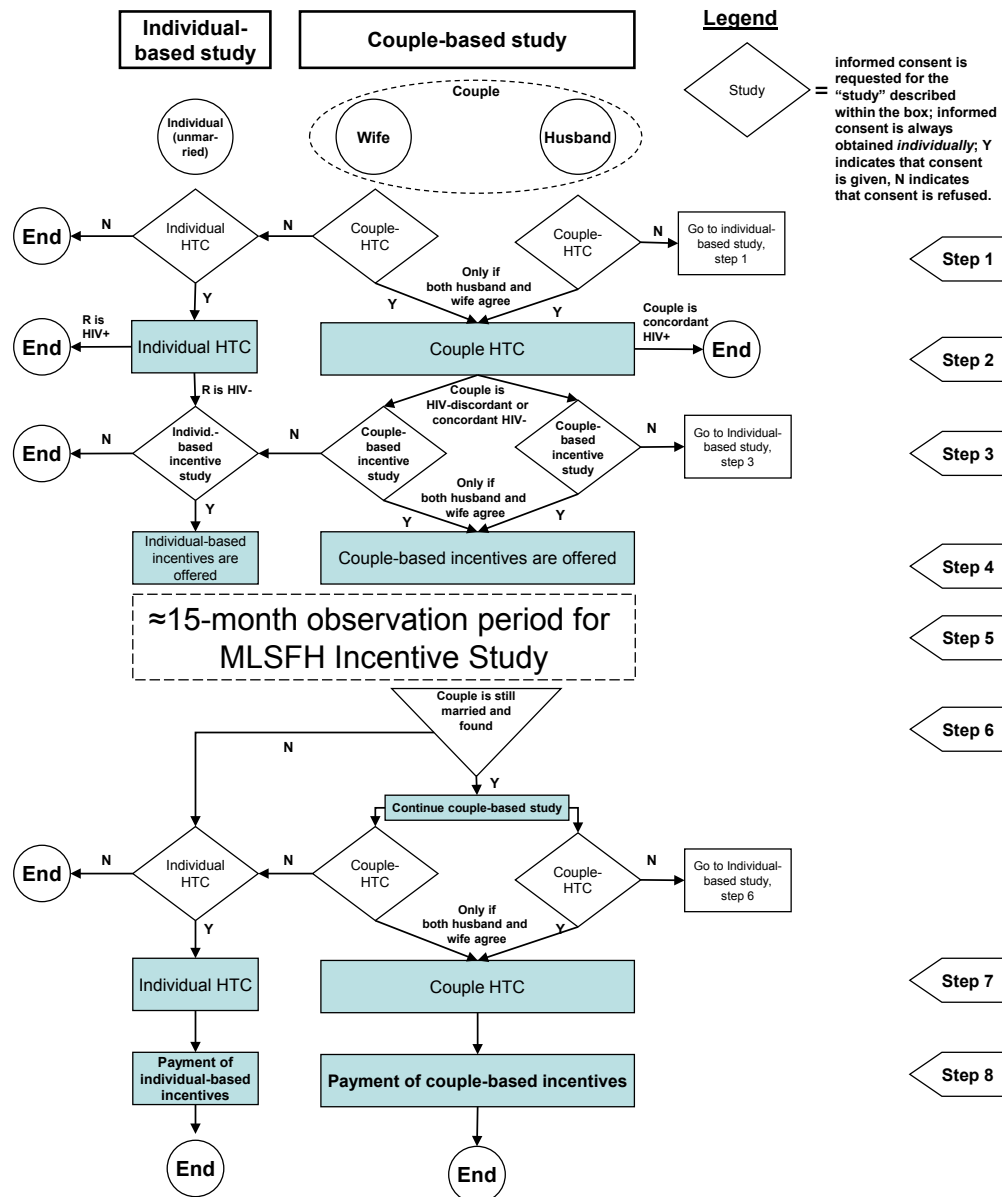 Individual-
based study
Couple-based study
Legend
Study
=
informed consent is
requested for the
“study” described
within the box; informed
consent is always
obtained individually; Y
indicates that consent
is given, N indicates
that consent is refused.
Couple
Individual
(unmar-
ried)
Wife
Husband
End
N
Individual
HTC
N
Couple-
HTC
Couple-
HTC
N
Go to individual-
based study,
step 1
Step 1
Only if
both husband and
wife agree
Y
Y
Y
R is
HIV+
End
Individual HTC
Couple HTC
Couple is
concordant
HIV+
End
Step 2
R is HIV-
Couple is
HIV-discordant or
concordant HIV-
End
N
Individ.-
based
incentive
study
N
Couple-
based
incentive
study
Couple-
based
incentive
study
N
Go to Individual-
based study,
step 3
Step 3
Only if
both husband and
wife agree
Y
Y
Y
Individual-based
incentives are
offered
Couple-based incentives are offered
Step 4
≈15-month observation period for
MLSFH Incentive Study
Step 5
Couple is still
married and
found
Step 6
N
Y
Continue couple-based study
End
N
Individual
HTC
N
Couple-
HTC
Couple-
HTC
N
Go to Individual-
based study,
step 6
Only if
both husband and
wife agree
Y
Y
Y
Individual HTC
Couple HTC
Step 7
Payment of
individual-based
incentives
Payment of couple-based incentives
Step 8
End
End